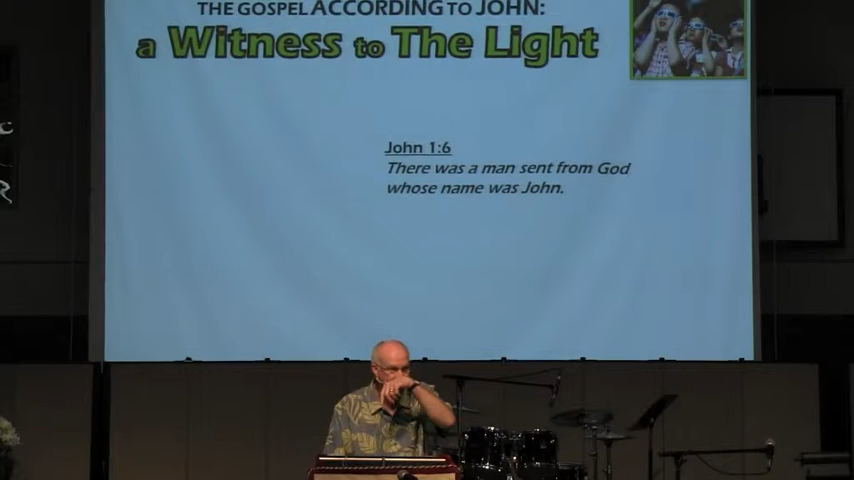 THE GOSPEL ACCORDING TO JOHN:
a Witness to The Light
John 1:6
There was a man sent from God
whose name was John.